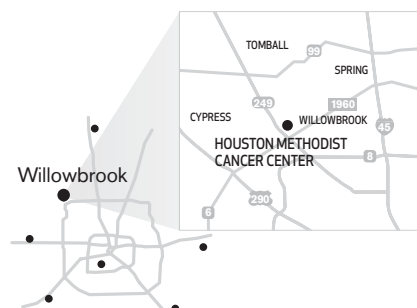 TOMBALL
99
SPRING
249
1960
CYPRESS
WILLOWBROOK
45
HOUSTON METHODIST
CANCER CENTER
8
Willowbrook
290
6